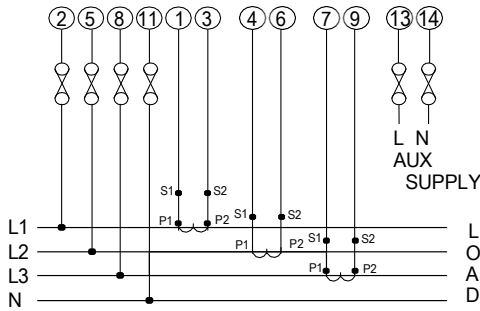 2 5 8 11 1 3 4 6 7 9 13 14
L N
AUX
SUPPLY
S1 S2
S1 S2
P1 P2
L1 L
S1 S2
P1 P2
L2 O
P1 P2
L3 A
N D